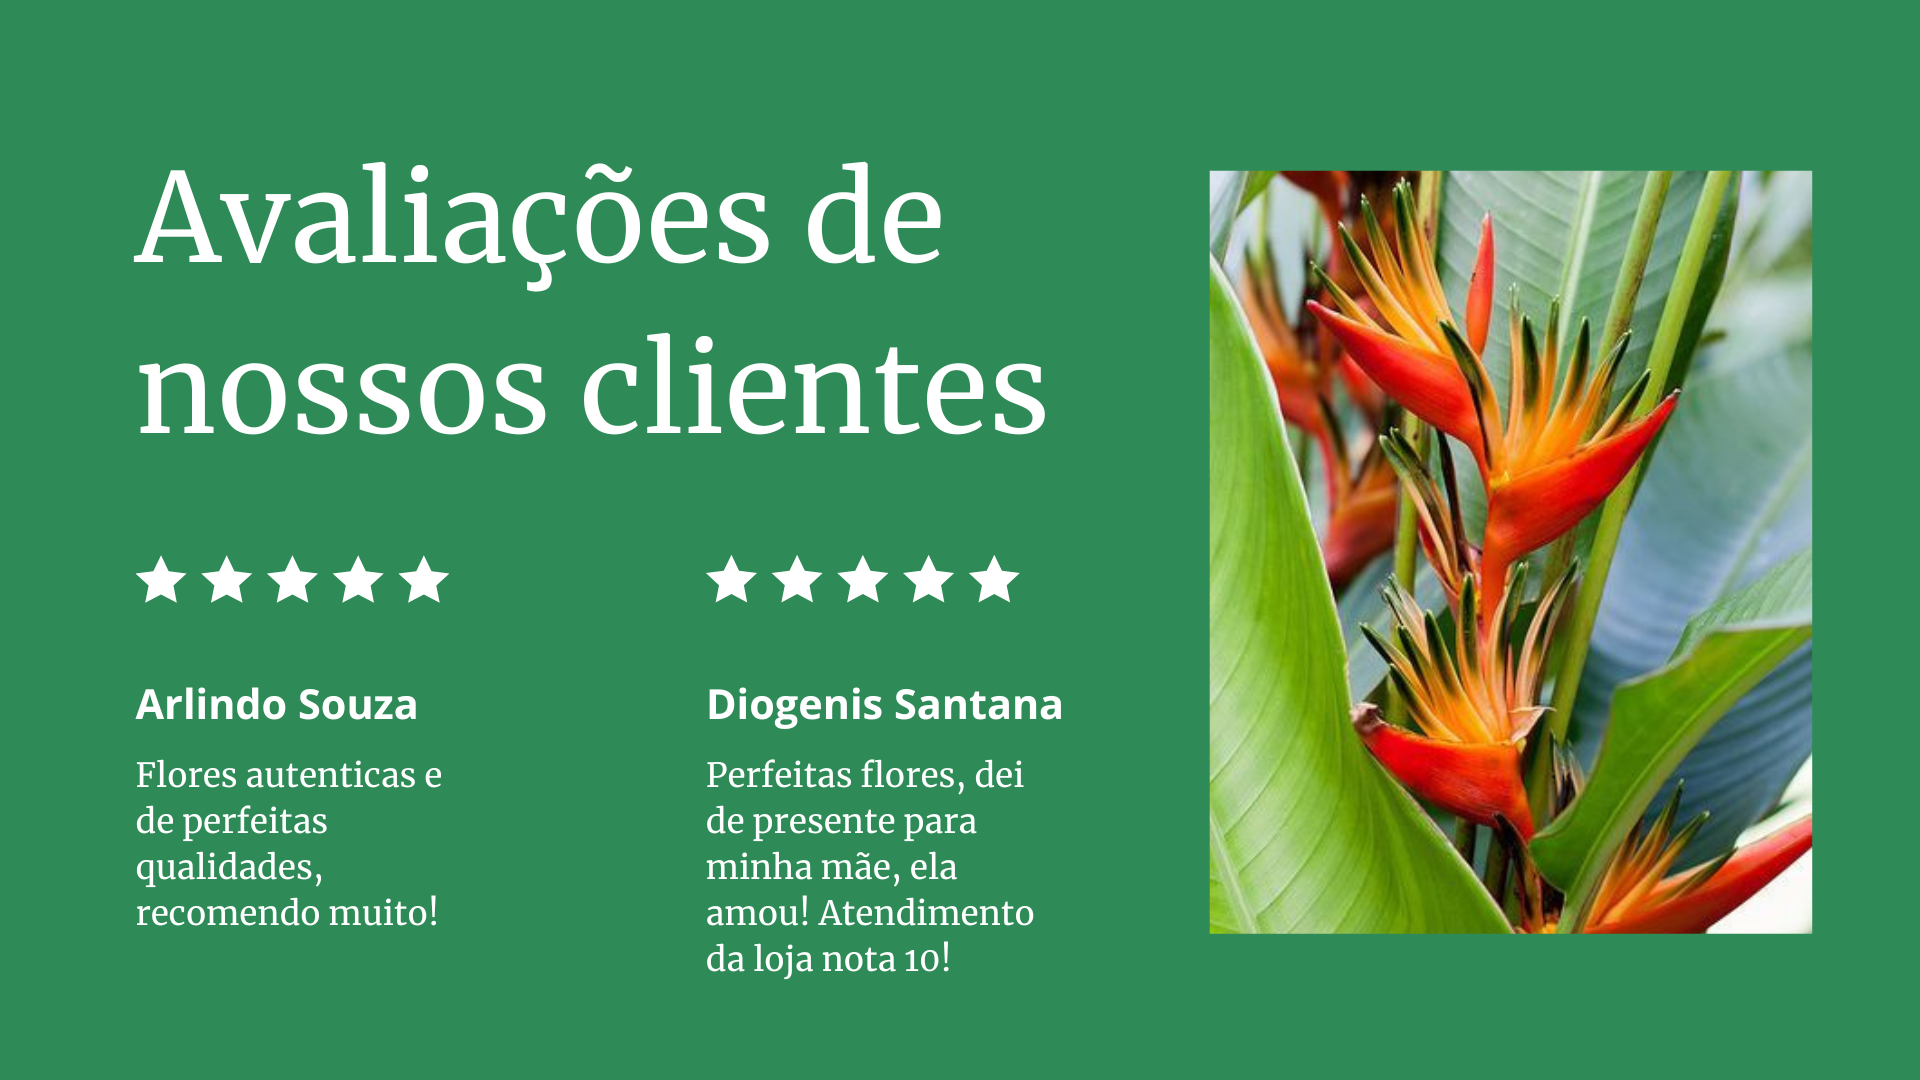 Avaliações de
nossos clientes
Arlindo Souza
Flores autenticas e
de perfeitas
qualidades,
recomendo muito!
Diogenis Santana
Perfeitas flores, dei
de presente para
minha mãe, ela
amou! Atendimento
da loja nota 10!